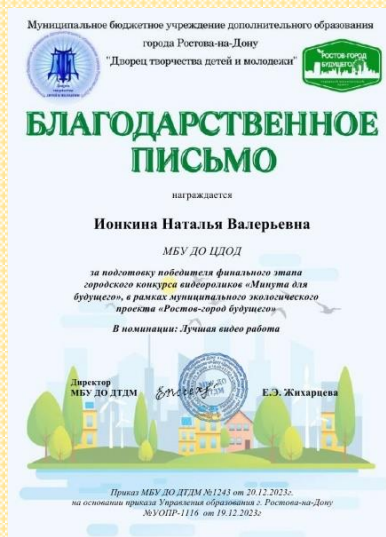 Муниципальное бюджетное учреждение дополнительного образования
города Ростова-на-Дону
"Дворец творчества детей и молодежи"
РОСТОВ-ГОРОД
БУДУЩЕГО
БЛАГОДАРСТВЕННОЕ
ПИСЬМО
награждается
Ионкина Наталья Валерьевна
МБУ ДО ЦДОД
за подготовку победителя финального этапа
городского конкурса видеороликов «Минута для
будущего», в рамках муниципального экологического
проекта «Ростов-город будущего»
В номинации: Лучшая видео работа
Директор
МБУ ДО ДТДМ
Е.Э. Жихарцева
МБУ ДО
ДТДМ
Приказ МБУ ДО ДТДМ №1243 от 20.12.2023г.
на основании приказа Управления образования г. Ростова-на-Дону
№УОПР-1116 от 19.12.2023г